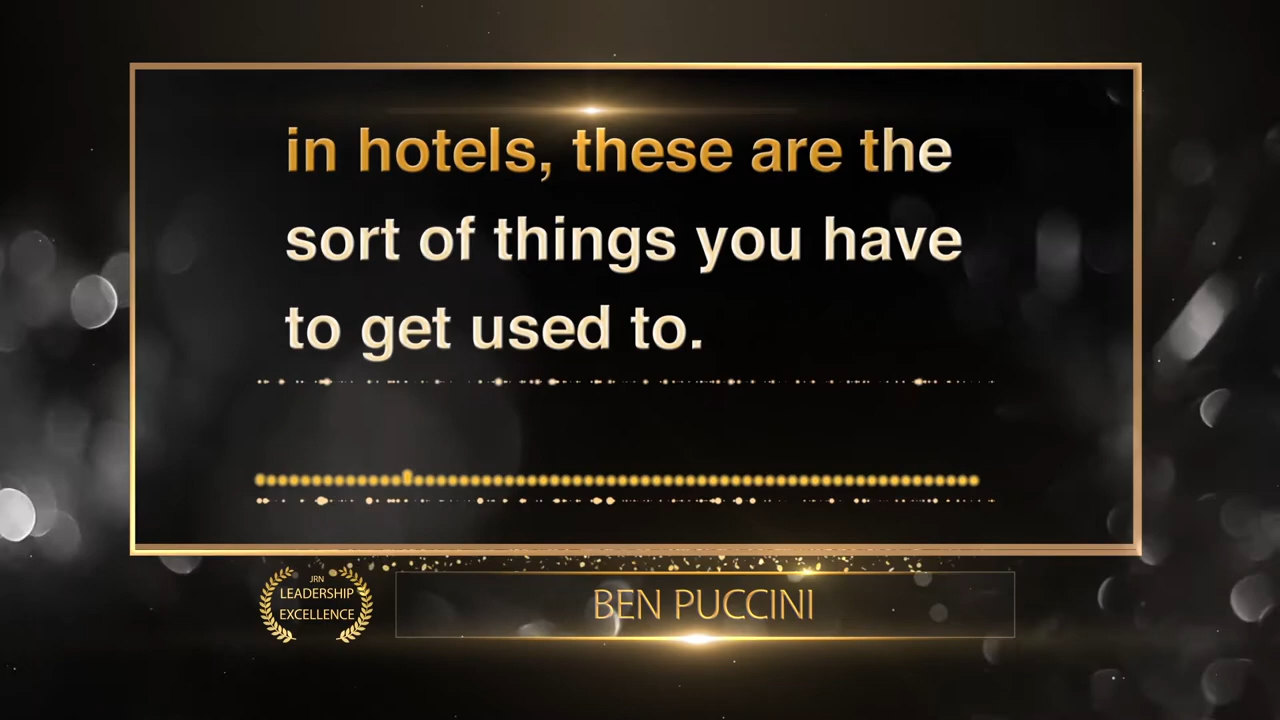 in hotels, these are the
sort of things you have
to get used to.
JRN
LEADERSHIP
EXCELLENCE
BEN PUCCINI